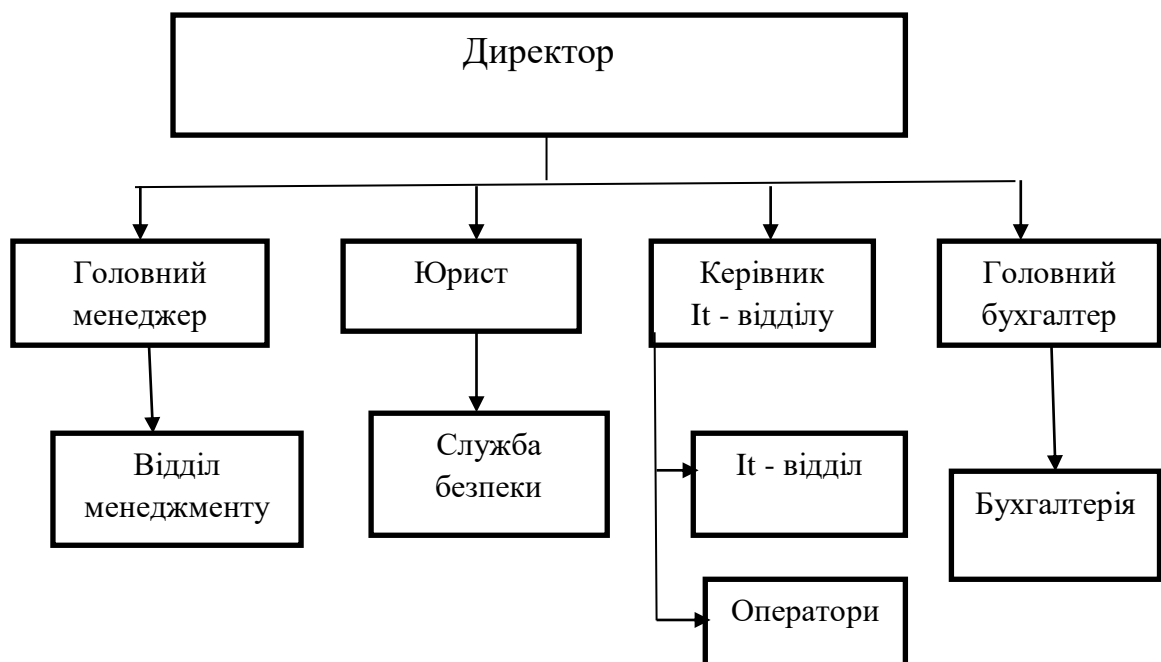 Директор
Головний
менеджер
Юрист
Керівник
It - відділу
Головний
бухгалтер
Відділ
менеджменту
Служба
безпеки
It - відділ
Бухгалтерія
Оператори